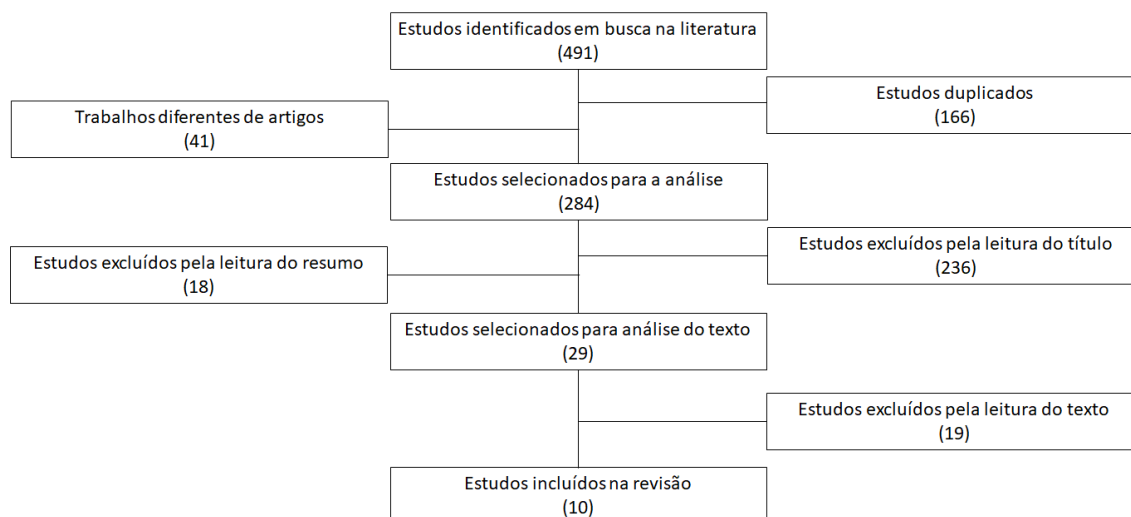 Estudos identificados em busca na literatura
(491)
Estudos duplicados
(166)
Trabalhos diferentes de artigos
(41)
Estudos selecionados para a análise
(284)
Estudos excluídos pela leitura do título
(236)
Estudos excluídos pela leitura do resumo
(18)
Estudos selecionados para análise do texto
(29)
Estudos excluídos pela leitura do texto
(19)
Estudos incluídos na revisão
(10)